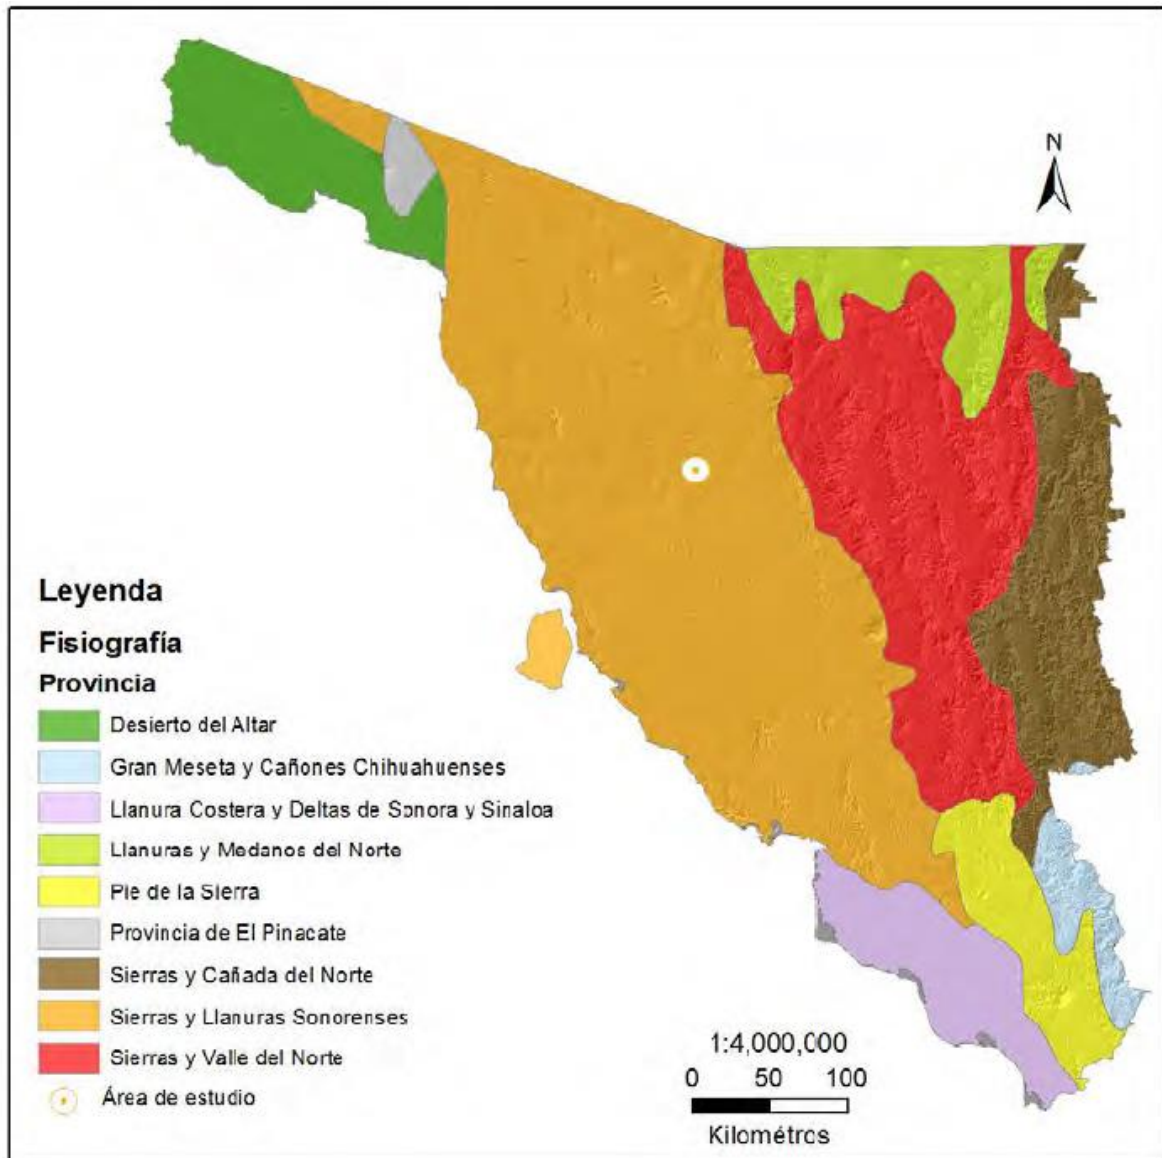 N
Leyenda
Fisiografía
Provincia
Desierto del Altar
Gran Meseta y Cañones Chihuahuenses
Llanura Costera y Deltas de Sonora y Sinaloa
Llanuras y Medanos del Norte
Pie de la Sierra
Provincia de El Pinacate
Sierras y Cañada del Norte
Sierras y Llanuras Sonorenses
Sierras y Valle del Norte
Área de estudio
1:4,000,000
0 50 100
Kilométros